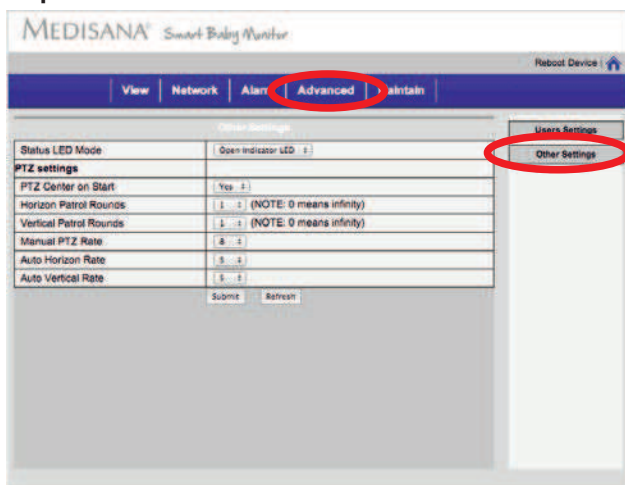 MEDISANA® Smart Baby Monitor
Reboot Device |
View | Network | Alarm | Advanced | Maintain |
Other Settings
Users Settings
Other Settings
Status LED Mode Open Indicator LED
PTZ settings
PTZ Center on Start Yes
Horizon Patrol Rounds 1 (NOTE: 0 means infinity)
Vertical Patrol Rounds 1 (NOTE: 0 means infinity)
Manual PTZ Rate 8
Auto Horizon Rate 5
Auto Vertical Rate 5
Submit Refresh